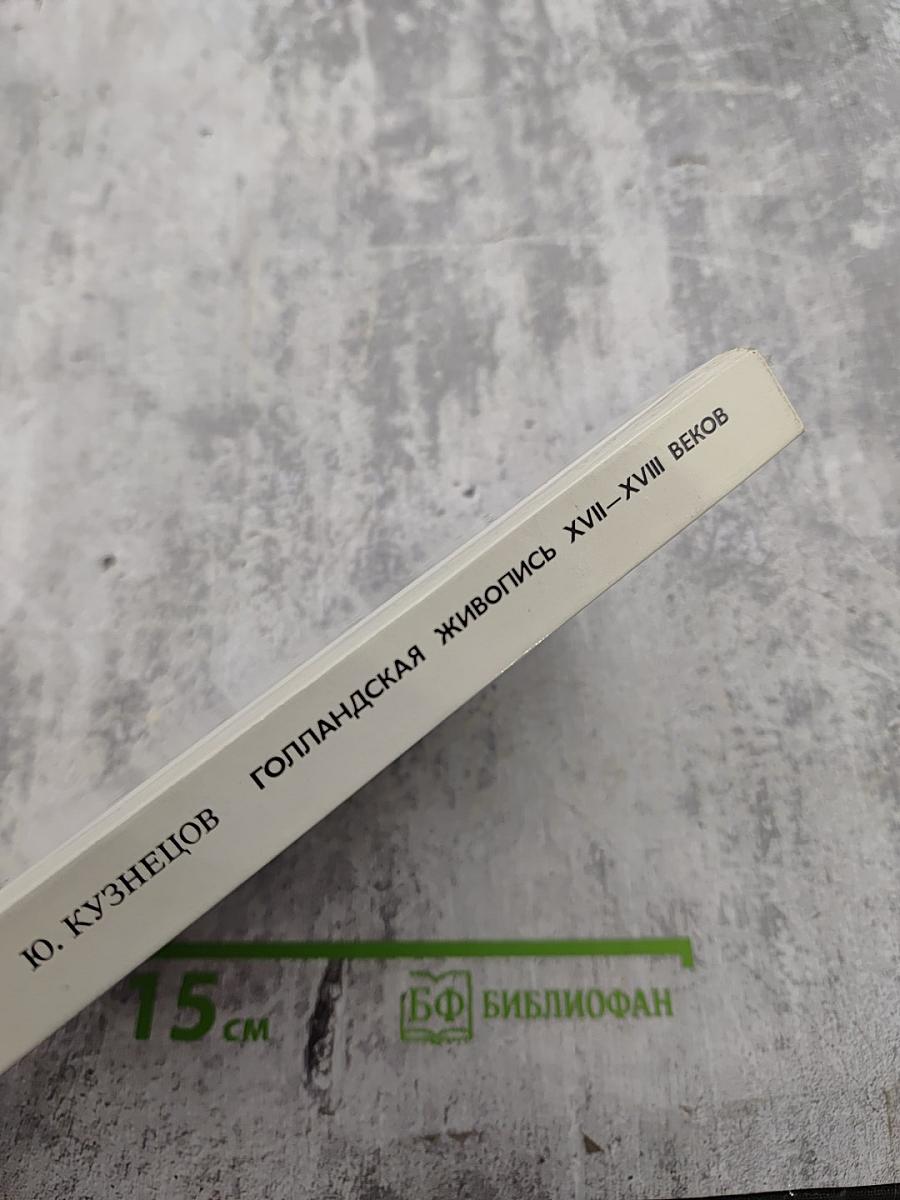 Ю. КУЗНЕЦОВ ГОЛЛАНДСКАЯ ЖИВОПИСЬ XVII—XVIII ВЕКОВ
15 см
БФ БИБЛИОФАН